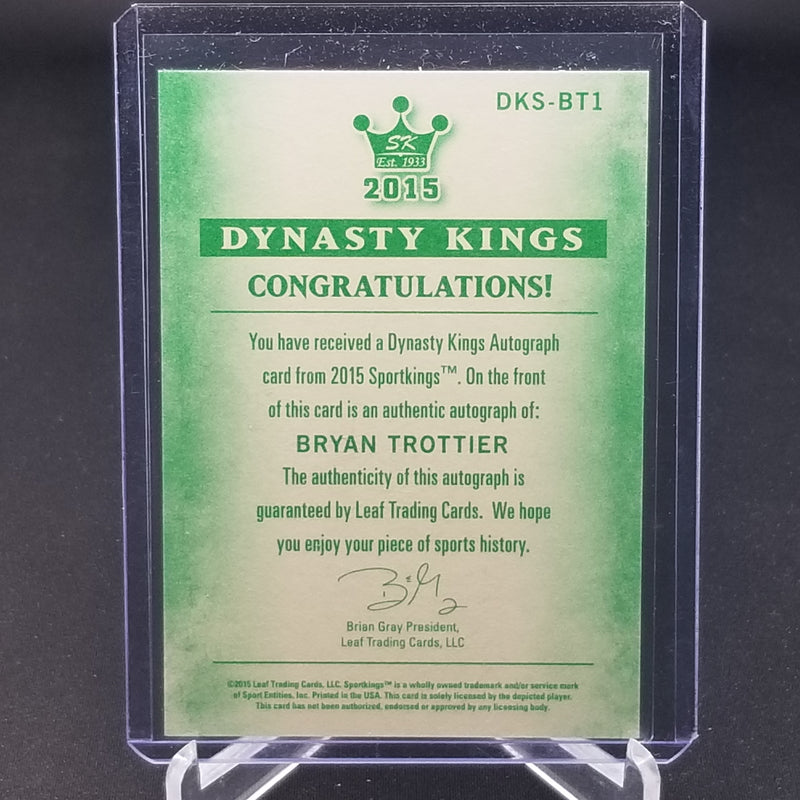 DKS-BT1
SK
Est. 1933
2015
DYNASTY KINGS
CONGRATULATIONS!
You have received a Dynasty Kings Autograph
card from 2015 Sportkings™. On the front
of this card is an authentic autograph of:
BRYAN TROTTIER
The authenticity of this autograph is
guaranteed by Leaf Trading Cards. We hope
you enjoy your piece of sports history.
Brian Gray President,
Leaf Trading Cards, LLC
©2015 Leaf Trading Cards, LLC. Sportkings™ is a wholly owned trademark and/or service mark
of Sport Entities, Inc. Printed in the USA. This card is solely licensed by the depicted player.
This card has not been authorized, endorsed or approved by any licensing body.